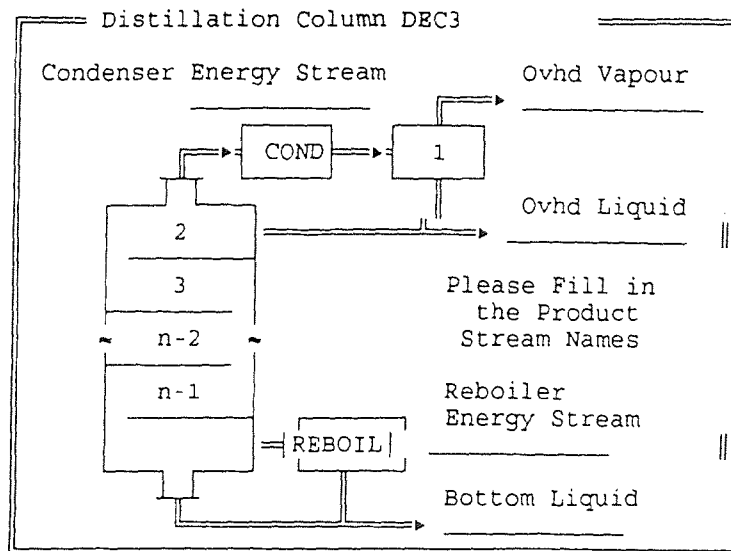 Distillation Column DEC3
Condenser Energy Stream
Ovhd Vapour
COND
1
2
Ovhd Liquid
3
Please Fill in
the Product
Stream Names
~ n-2 ~
n-1
Reboiler
Energy Stream
REBOIL
Bottom Liquid